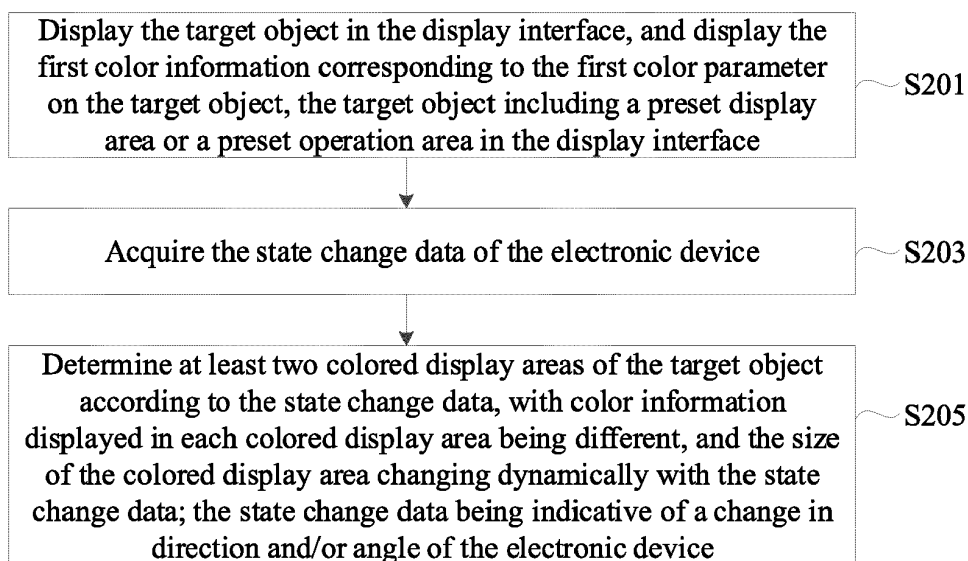 Display the target object in the display interface, and display the
first color information corresponding to the first color parameter
on the target object, the target object including a preset display
area or a preset operation area in the display interface
S201
Acquire the state change data of the electronic device
S203
Determine at least two colored display areas of the target object
according to the state change data, with color information
displayed in each colored display area being different, and the size
of the colored display area changing dynamically with the state
change data; the state change data being indicative of a change in
direction and/or angle of the electronic device
S205